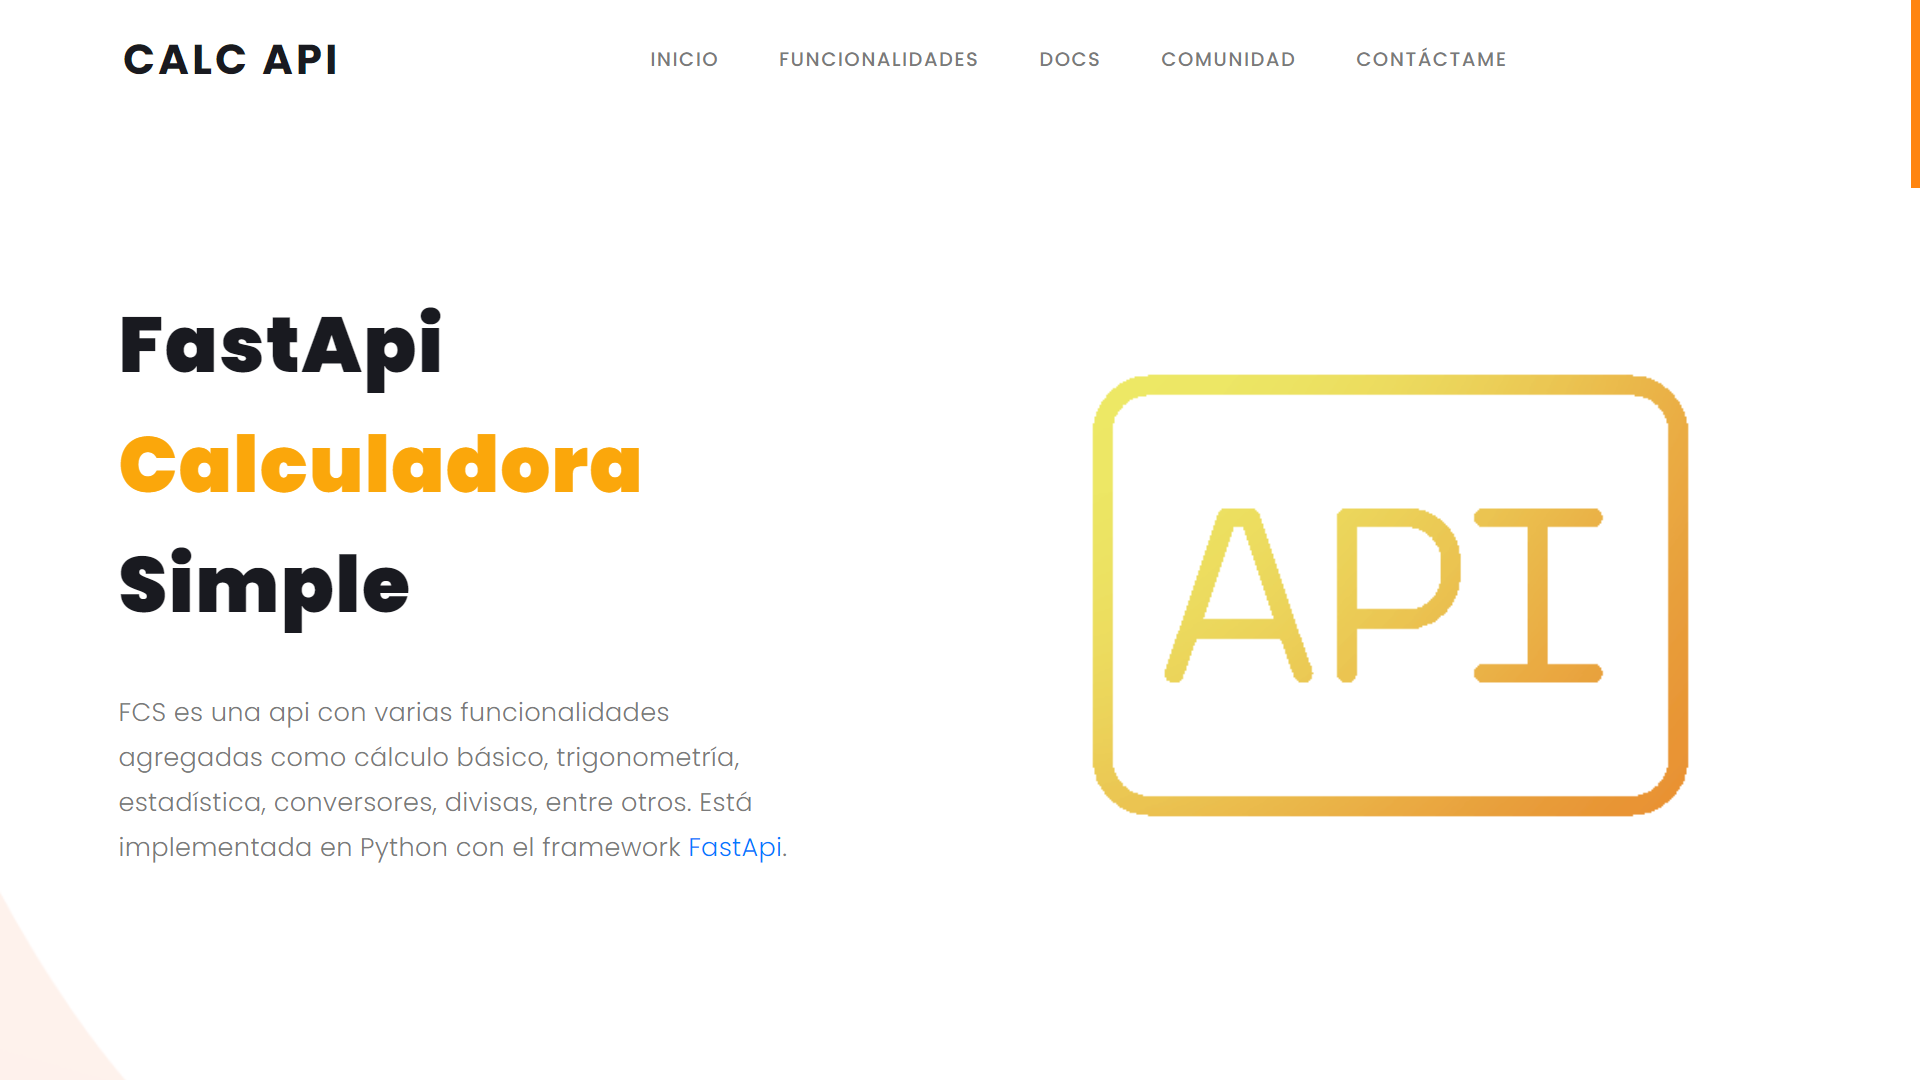 CALC API
INICIO FUNCIONALIDADES DOCS COMUNIDAD CONTÁCTAME
FastApi
Calculadora
Simple
FCS es una api con varias funcionalidades
agregadas como cálculo básico, trigonometría,
estadística, conversores, divisas, entre otros. Está
implementada en Python con el framework FastApi.
API